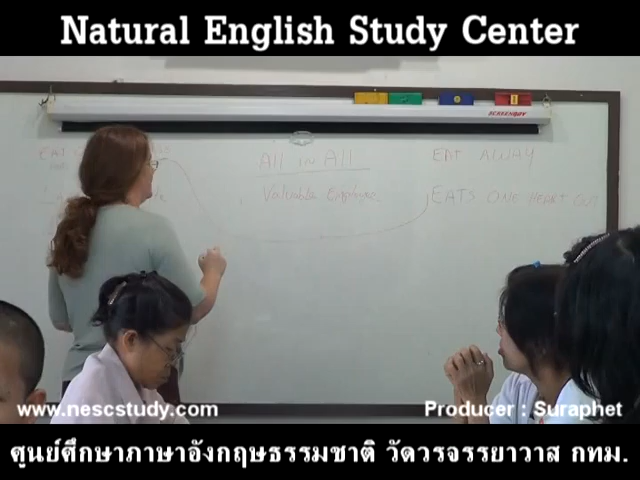 Natural English Study Center
SCREENBOY
All in All
EAT AWAY
Valuable Employee
EATS ONE HEART OUT
www.nescstudy.com
Producer : Suraphet
ศูนย์ศึกษาภาษาอังกฤษธรรมชาติ วัดวรจรรยาวาส กทม.